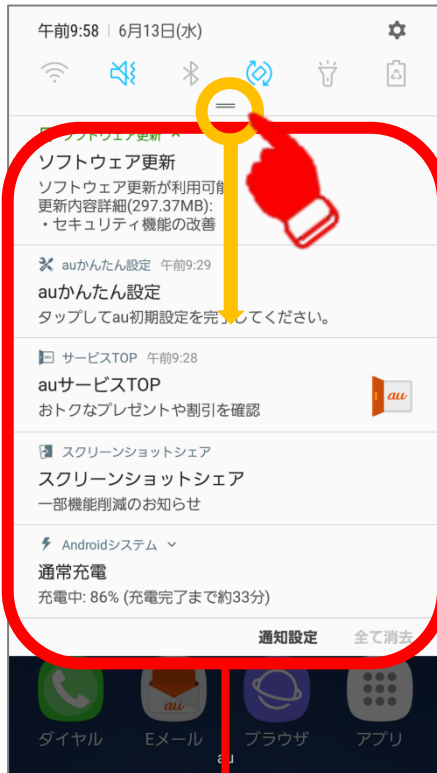 午前9:58 | 6月13日(水)
ソフトウェア更新
ソフトウェア更新
ソフトウェア更新が利用可能
更新内容詳細(297.37MB):
・セキュリティ機能の改善
auかんたん設定 午前9:29
auかんたん設定
タップしてau初期設定を完了してください。
サービスTOP 午前9:28
auサービスTOP
おトクなプレゼントや割引を確認
au
スクリーンショットシェア
スクリーンショットシェア
一部機能削減のお知らせ
Androidシステム
通常充電
充電中: 86% (充電完了まで約33分)
通知設定 全て消去
au
ダイヤル Eメール ブラウザ アプリ
au